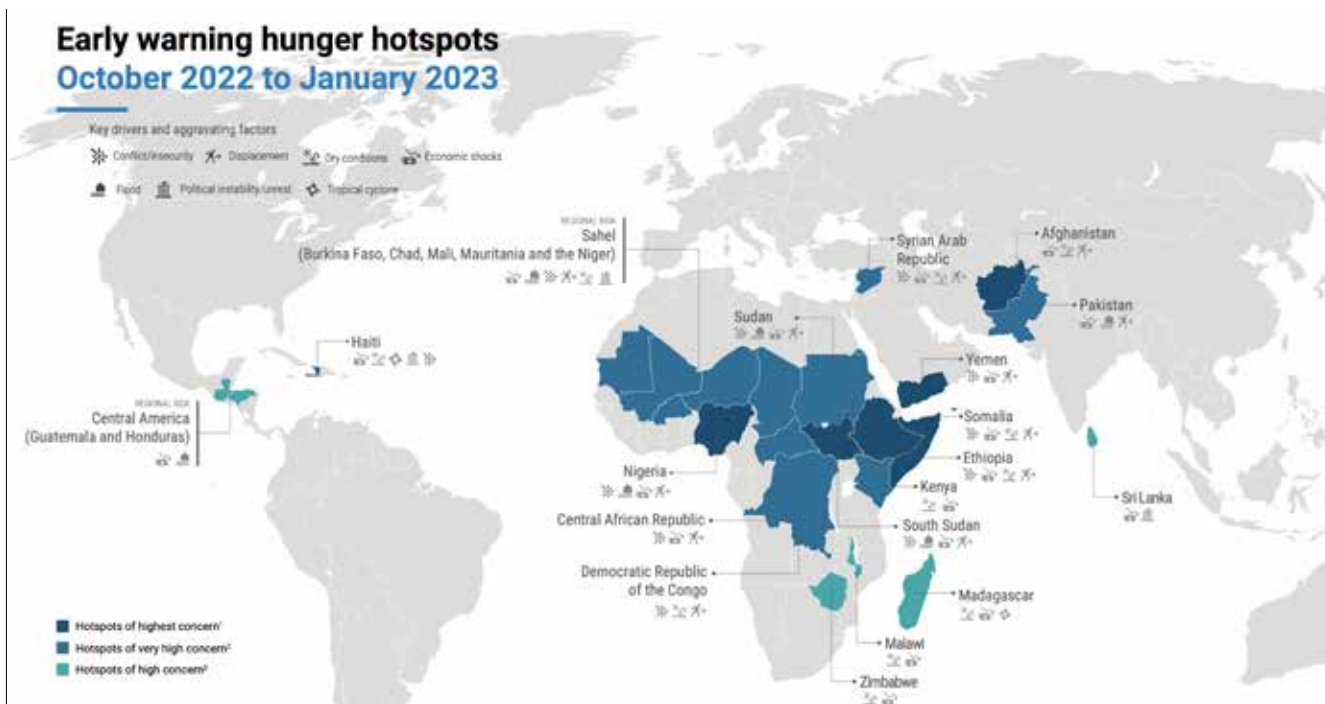 Early warning hunger hotspots
October 2022 to January 2023
Key drivers and aggravating factors
Conflict/insecurity Displacement Dry conditions Economic shocks
Flood Political instability/unrest Tropical cyclone
REGIONAL RISK
Sahel
(Burkina Faso, Chad, Mali, Mauritania and the Niger)
Syrian Arab
Republic
Afghanistan
Pakistan
Sudan
Haiti
Yemen
REGIONAL RISK
Central America
(Guatemala and Honduras)
Somalia
Ethiopia
Nigeria
Kenya
Sri Lanka
Central African Republic
South Sudan
Democratic Republic
of the Congo
Madagascar
Malawi
Zimbabwe
Hotspots of highest concern¹
Hotspots of very high concern²
Hotspots of high concern³